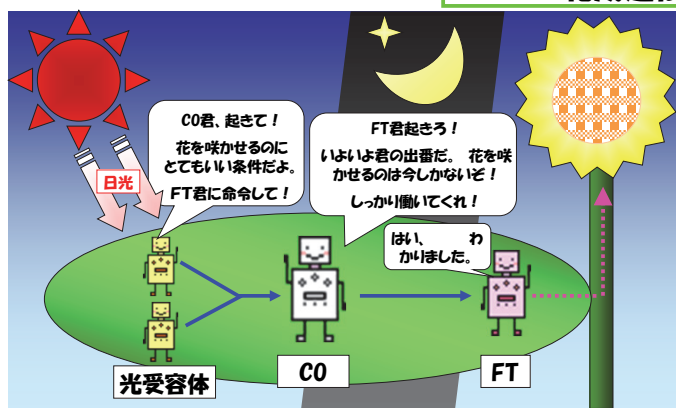 日光
CO君、起きて！
花を咲かせるのに
とてもいい条件だよ。
FT君に命令して！
FT君起きろ！
いよいよ君の出番だ。 花を咲
かせるのは今しかないぞ！
しっかり働いてくれ！
はい、 わ
かりました。
光受容体
CO
FT